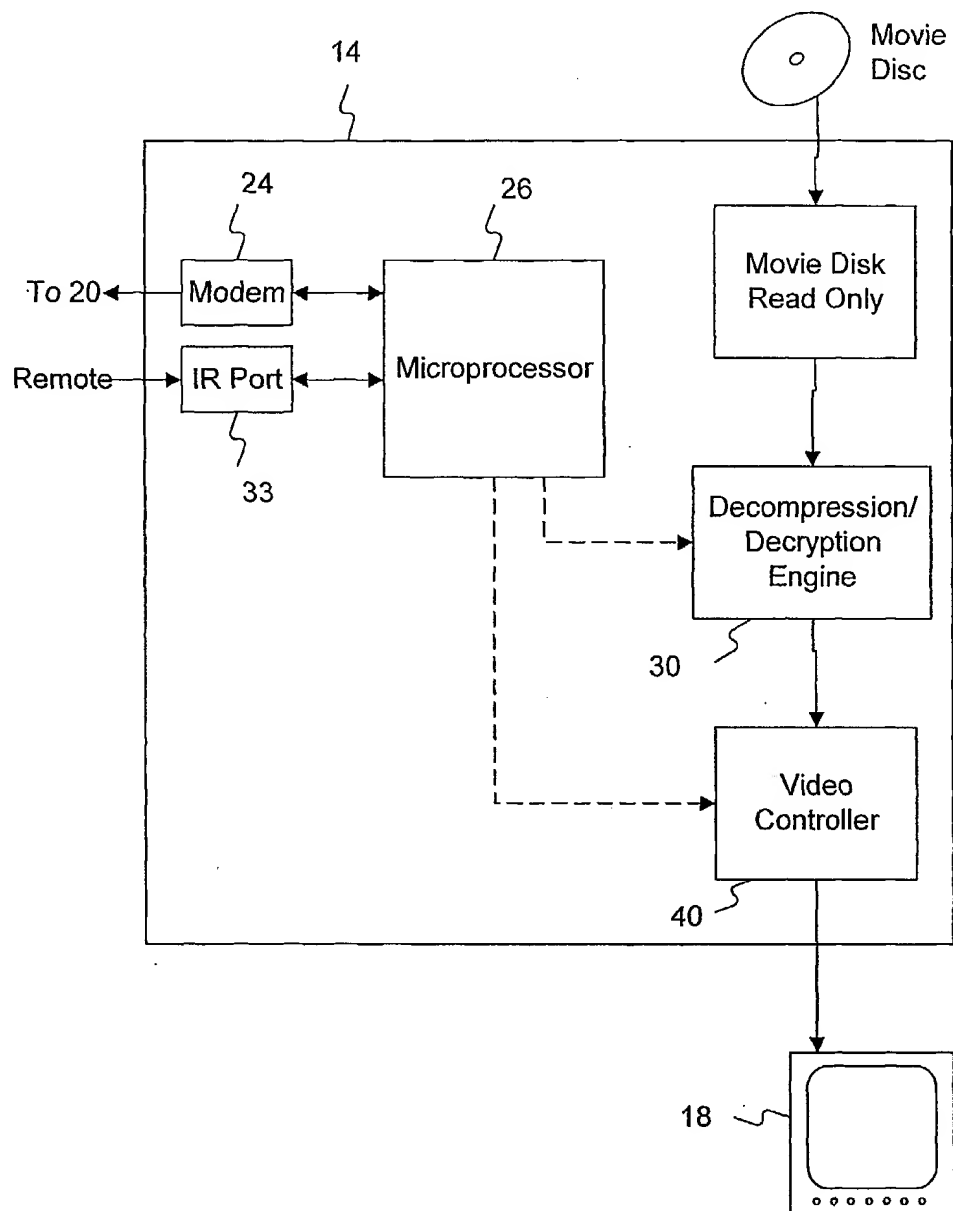 Movie
Disc
14
24
26
Movie Disk
Read Only
To 20
Modem
Microprocessor
Remote
IR Port
33
Decompression/
Decryption
Engine
30
Video
Controller
40
18